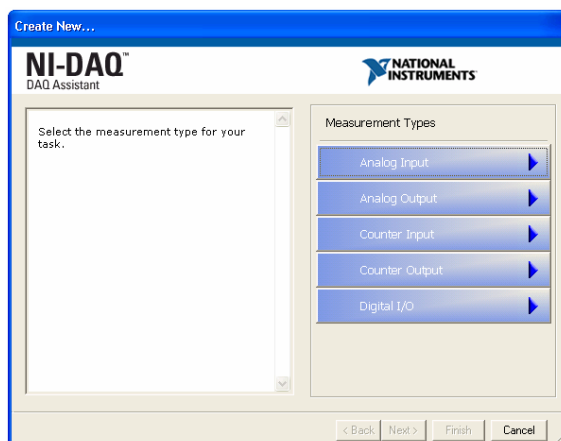 Create New...
NI-DAQ™
DAQ Assistant
NATIONAL
INSTRUMENTS™
Select the measurement type for your
task.
Measurement Types
Analog Input
Analog Output
Counter Input
Counter Output
Digital I/O
< Back
Next >
Finish
Cancel